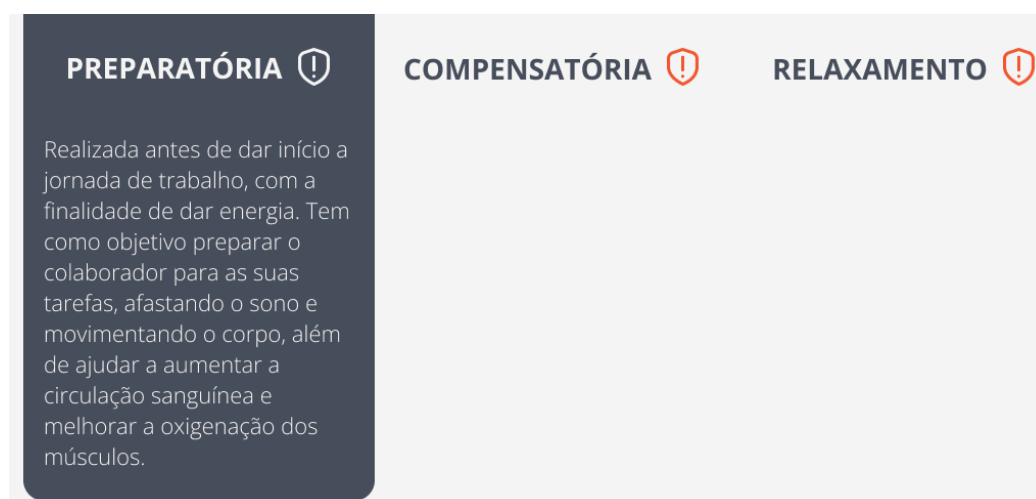 PREPARATÓRIA
Realizada antes de dar início a
jornada de trabalho, com a
finalidade de dar energia. Tem
como objetivo preparar o
colaborador para as suas
tarefas, afastando o sono e
movimentando o corpo, além
de ajudar a aumentar a
circulação sanguínea e
melhorar a oxigenação dos
músculos.
COMPENSATÓRIA
RELAXAMENTO